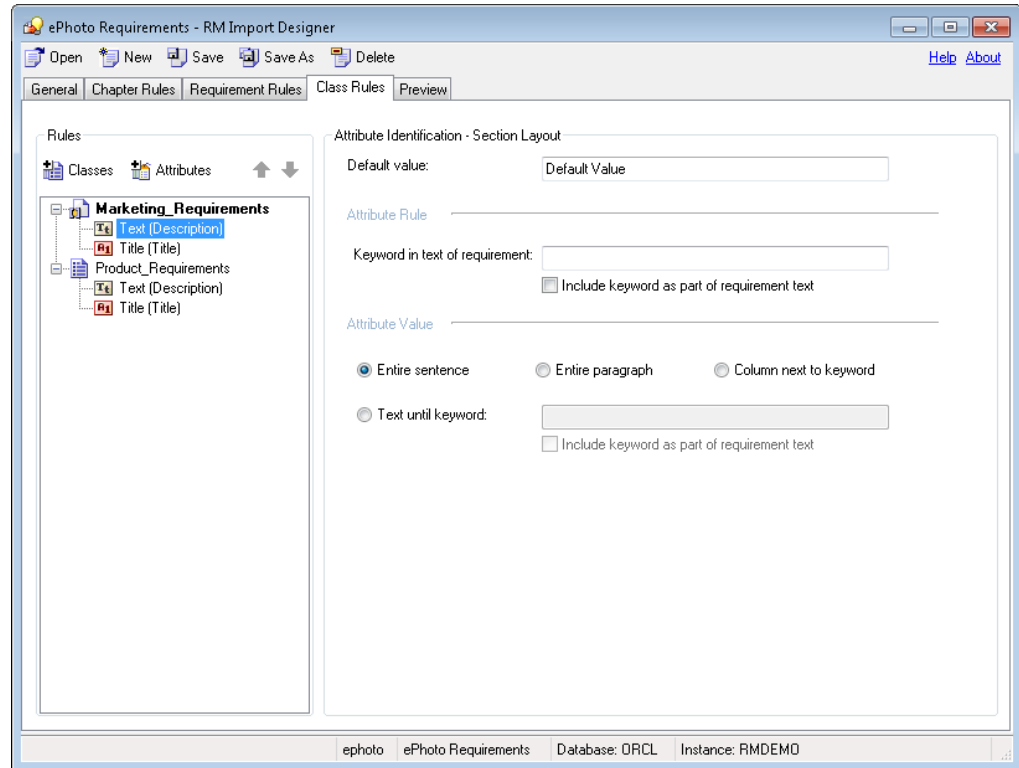 ePhoto Requirements - RM Import Designer
Open New Save Save As Delete Help About
General Chapter Rules Requirement Rules Class Rules Preview
Rules
Classes Attributes
Marketing_Requirements
Text (Description)
Title (Title)
Product_Requirements
Text (Description)
Title (Title)
Attribute Identification - Section Layout
Default value: Default Value
Attribute Rule
Keyword in text of requirement:
Include keyword as part of requirement text
Attribute Value
Entire sentence Entire paragraph Column next to keyword
Text until keyword:
Include keyword as part of requirement text
ephoto ePhoto Requirements Database: ORCL Instance: RMDEMO